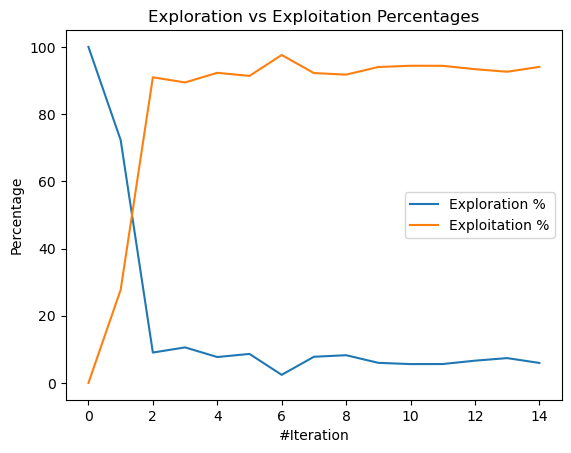 Exploration vs Exploitation Percentages
100
80
60
40
20
0
Percentage
Exploration %
Exploitation %
0 2 4 6 8 10 12 14
#Iteration